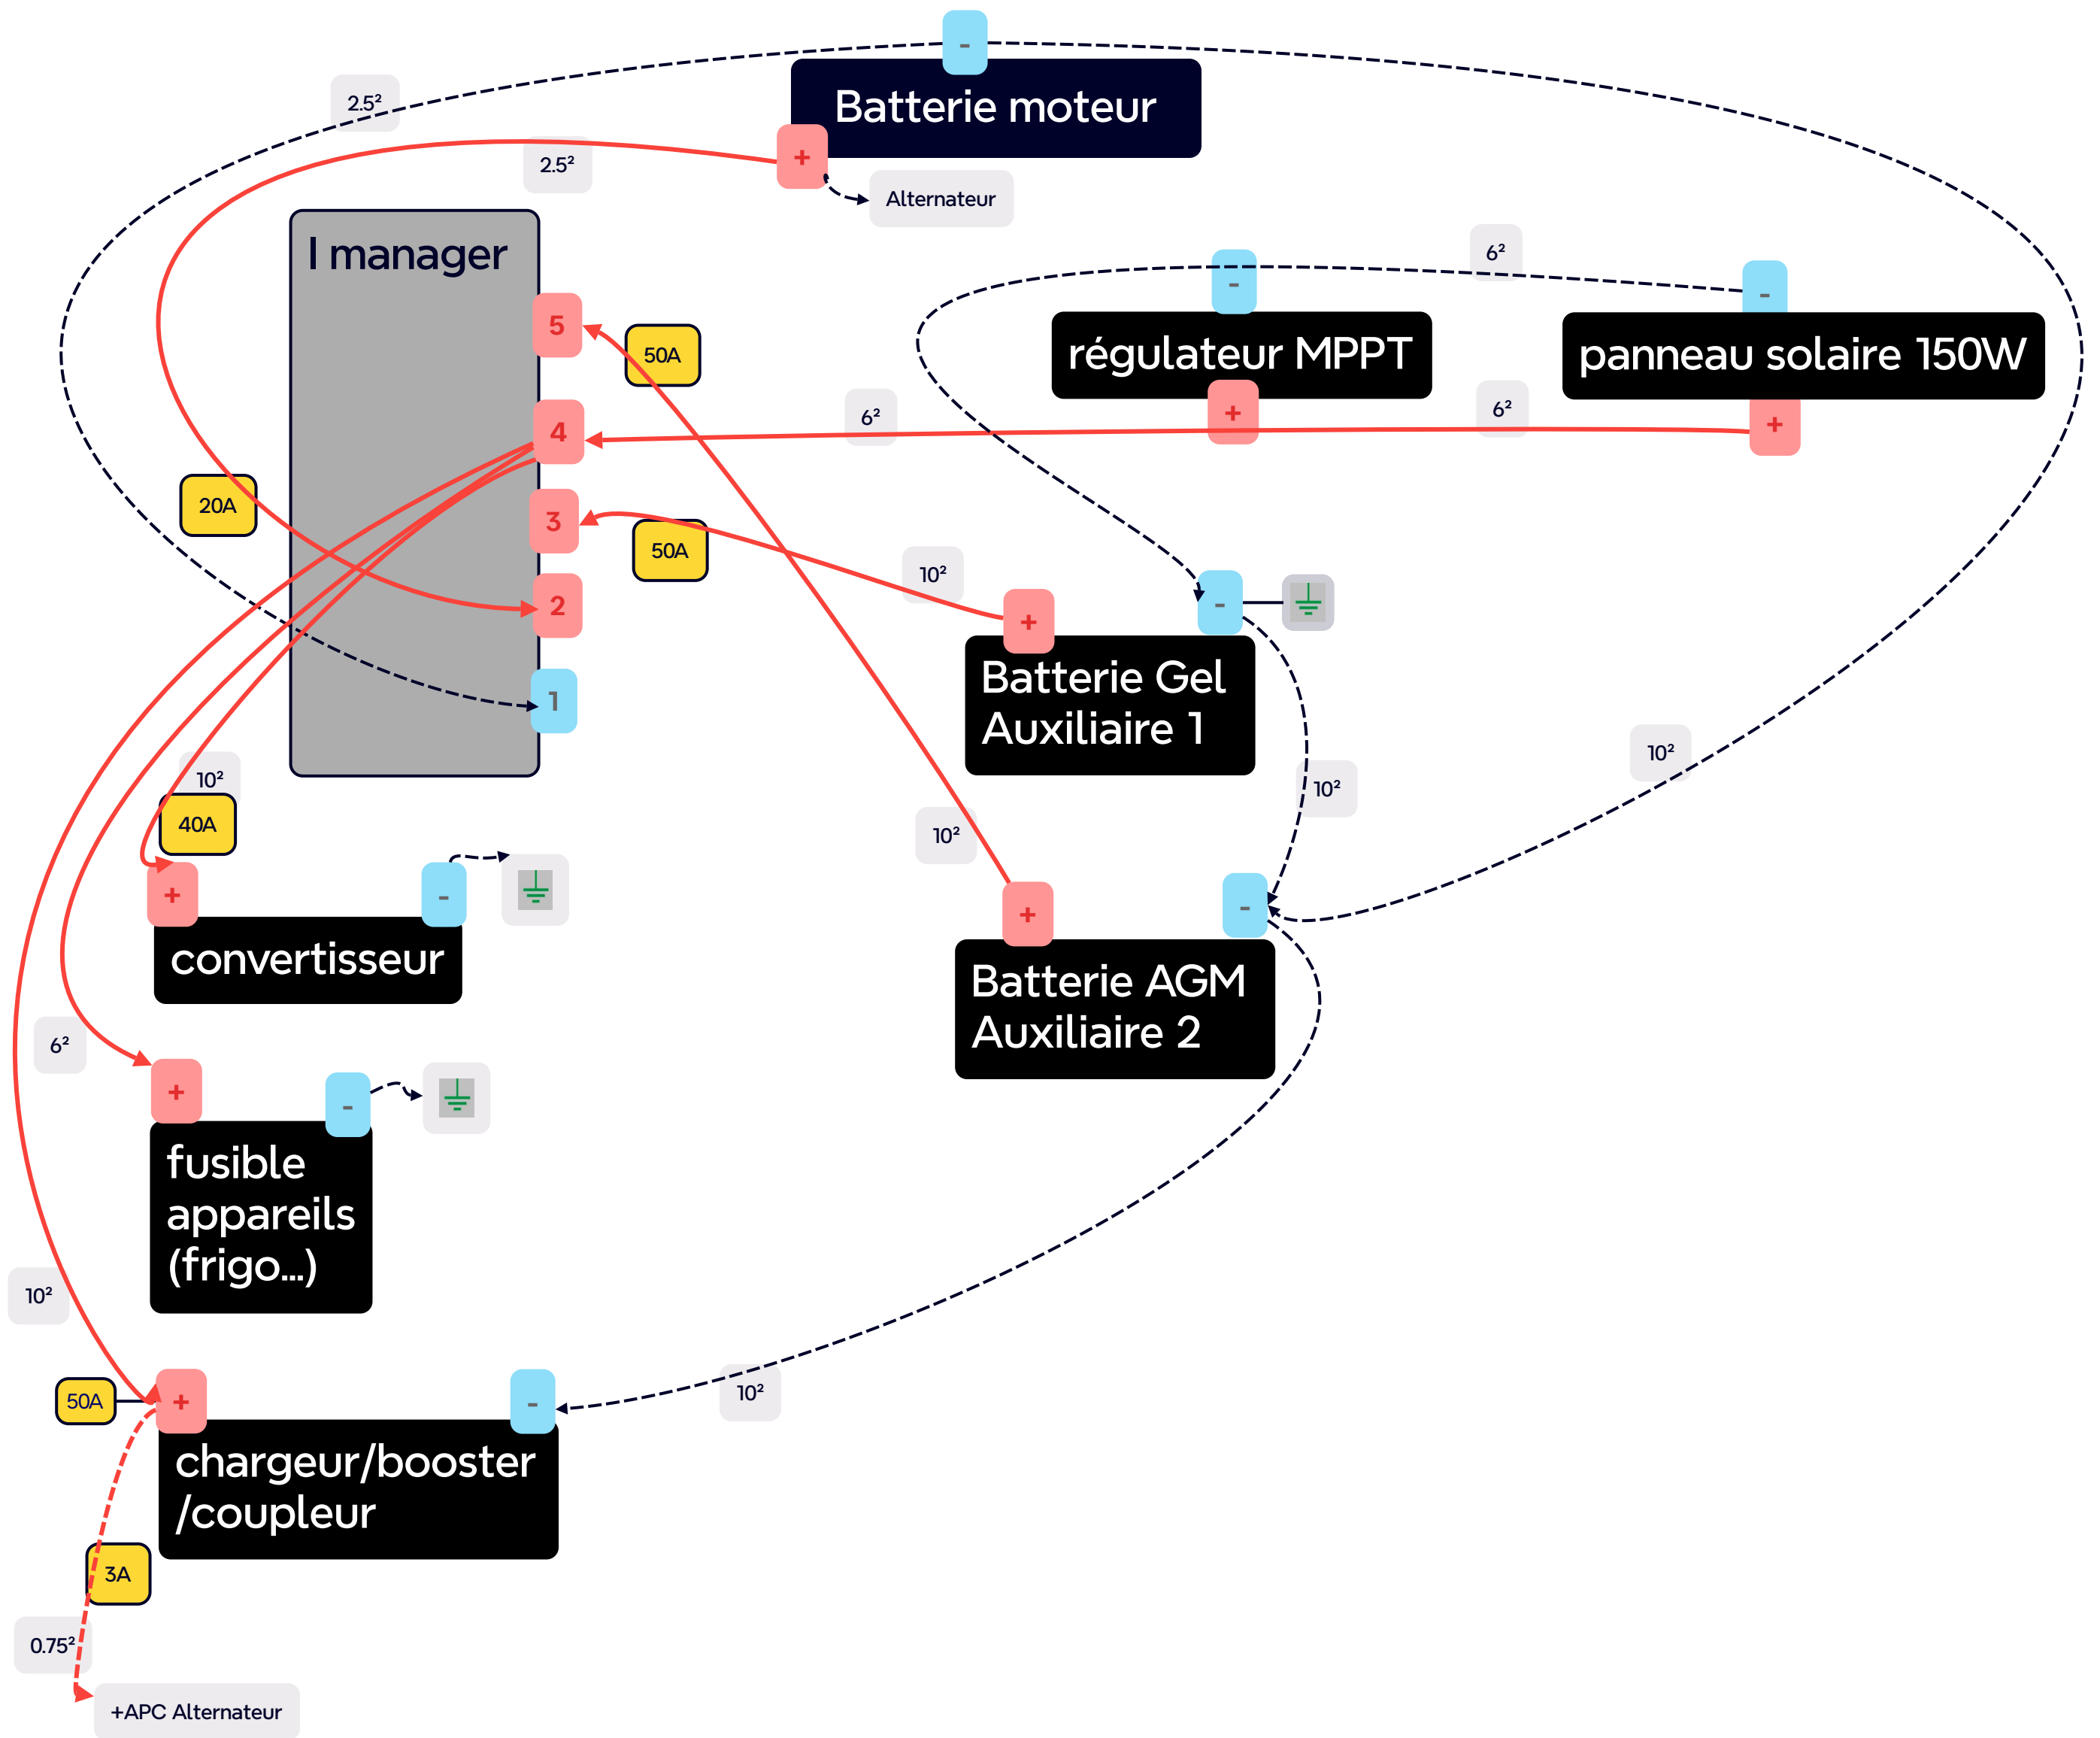 -
Batterie moteur
2.5²
2.5²
+
Alternateur
I manager
6²
-
-
5
50A
régulateur MPPT
panneau solaire 150W
4
6²
+
6²
+
20A
3
50A
10²
2
+
-
1
Batterie Gel
Auxiliaire 1
10²
10²
10²
40A
10²
+
-
+
-
convertisseur
Batterie AGM
Auxiliaire 2
6²
+
-
fusible
appareils
(frigo...)
10²
50A
+
-
10²
chargeur/booster
/coupleur
3A
0.75²
+APC Alternateur